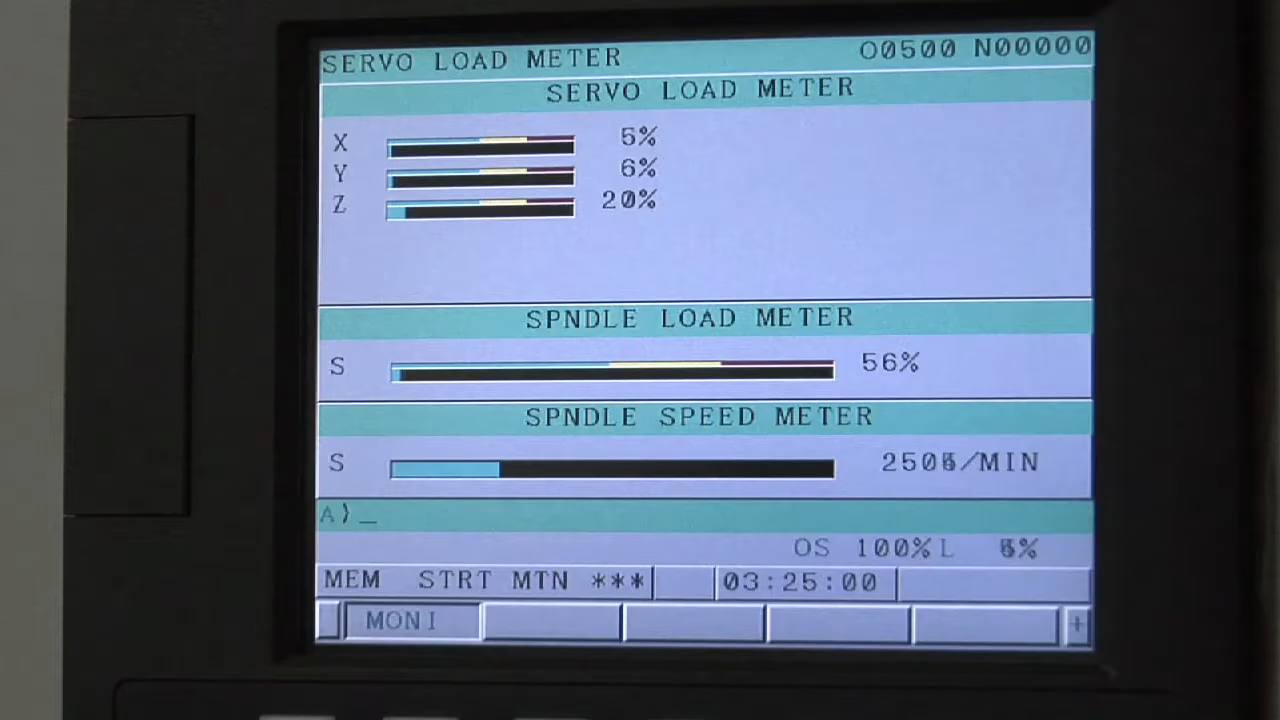 SERVO LOAD METER O0500 N00000
SERVO LOAD METER
X 5%
Y 6%
Z 20%
SPNDLE LOAD METER
S 56%
SPNDLE SPEED METER
S
A)_
OS 100% L
MEM STRT MTN *** 03:25:00
MONI +